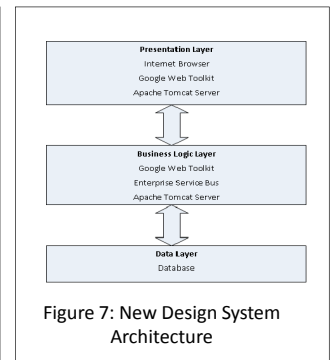 Presentation Layer
Internet Browser
Google Web Toolkit
Apache Tomcat Server
Business Logic Layer
Google Web Toolkit
Enterprise Service Bus
Apache Tomcat Server
Data Layer
Database
Figure 7: New Design System
Architecture